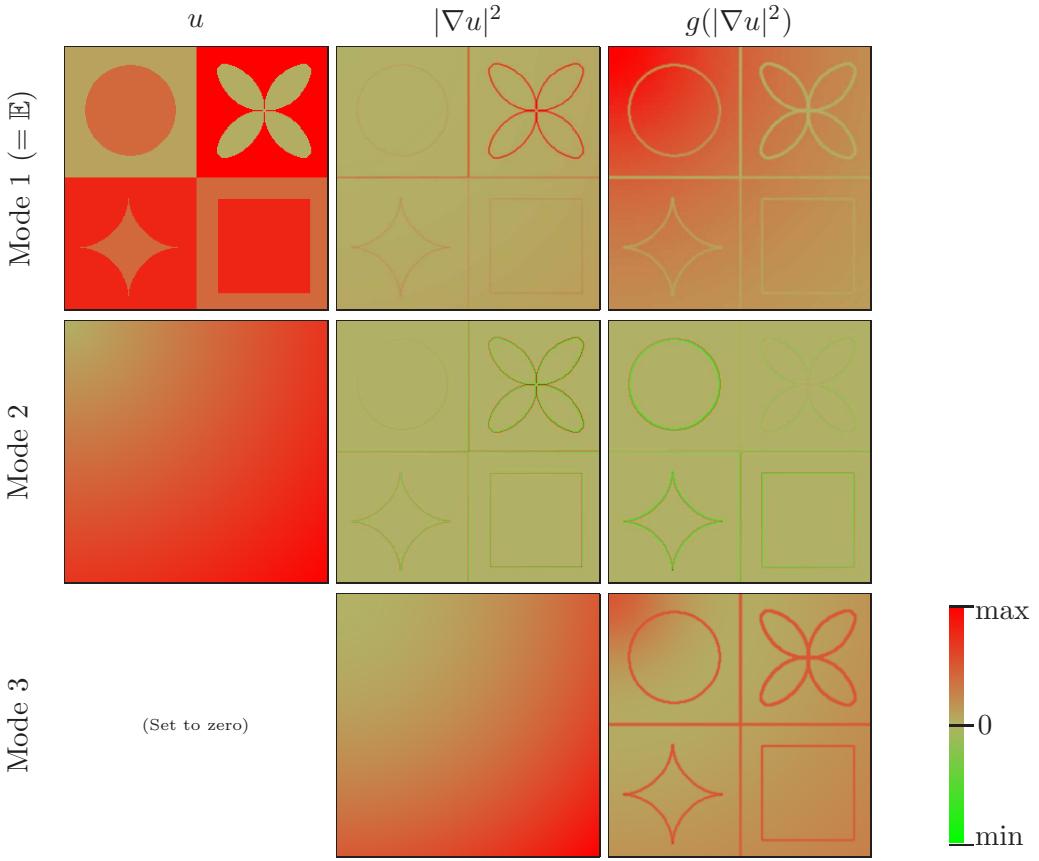 u |∇u|² g(|∇u|²)
Mode 1 (= 𝔼)
Mode 2
Mode 3
(Set to zero)
max
0
min